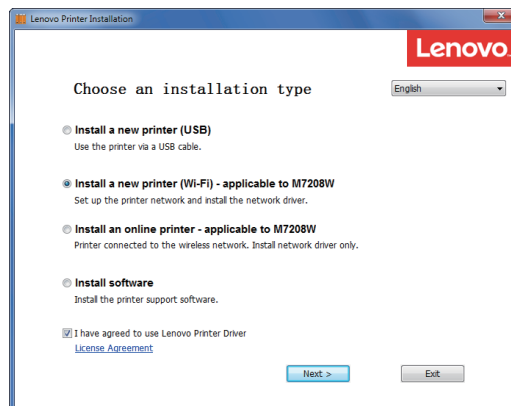 Lenovo Printer Installation
Lenovo.
Choose an installation type
English
Install a new printer (USB)
Use the printer via a USB cable.
Install a new printer (Wi-Fi) - applicable to M7208W
Set up the printer network and install the network driver.
Install an online printer - applicable to M7208W
Printer connected to the wireless network. Install network driver only.
Install software
Install the printer support software.
I have agreed to use Lenovo Printer Driver
License Agreement
Next >
Exit